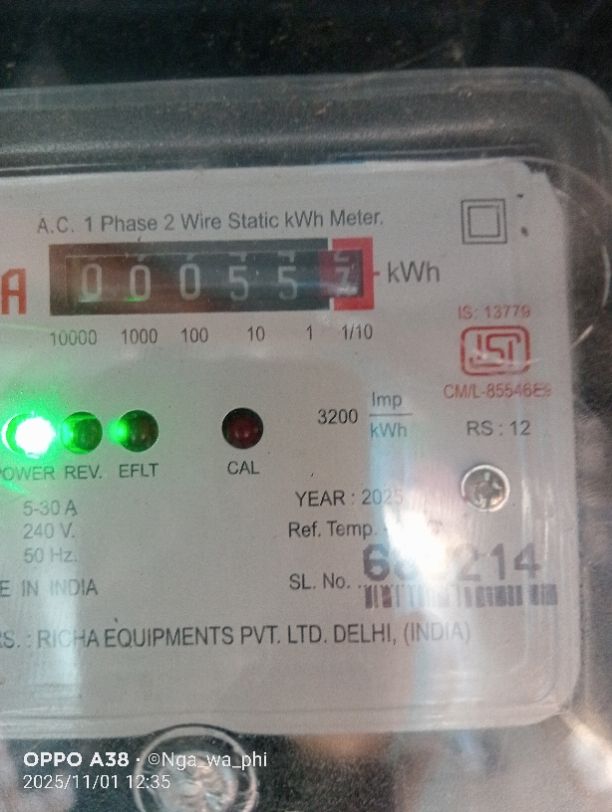 A.C. 1 Phase 2 Wire Static kWh Meter.
A
0 0 0 5 5 kWh
10000 1000 100 10 1 1/10
IS: 13779
ISI
CM/L-85546E9
3200 Imp
kWh
RS : 12
POWER REV. EFLT CAL
5-30 A
240 V.
50 Hz.
YEAR : 2025
Ref. Temp.
SL. No.
E IN INDIA
RS. : RICHA EQUIPMENTS PVT. LTD. DELHI, (INDIA)
OPPO A38 · @Nga_wa_phi
2025/11/01 12:35